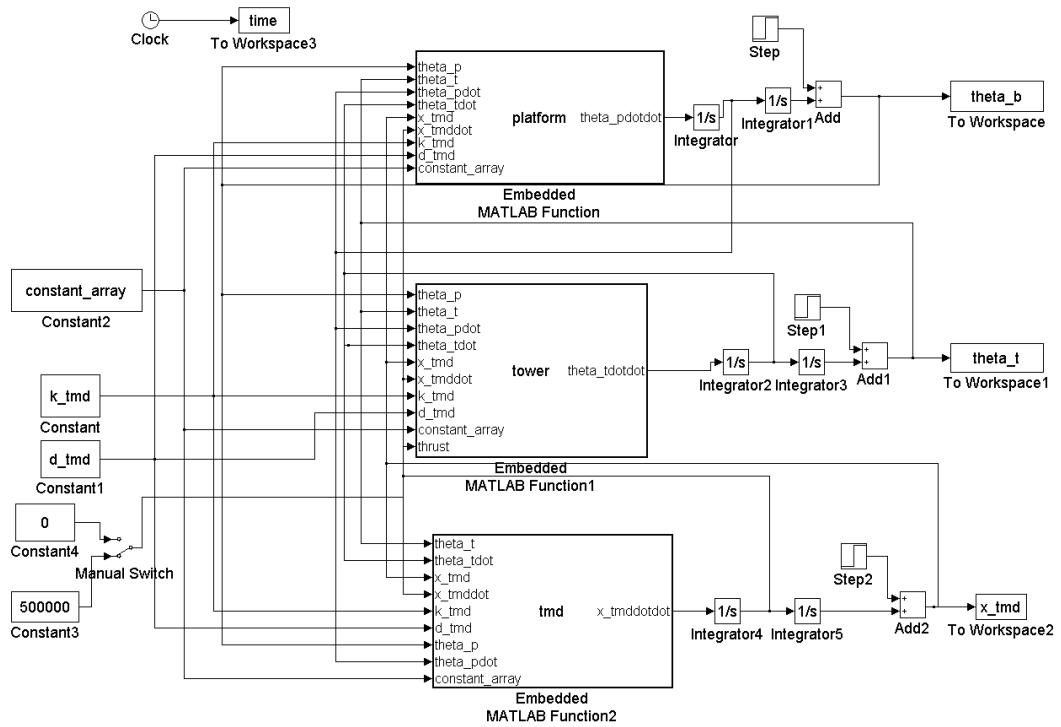 Clock
time
To Workspace3
Step
theta_p
theta_t
theta_pdot
theta_tdot
x_tmd
x_tmddot
k_tmd
d_tmd
constant_array
platform
theta_pdotdot
Embedded
MATLAB Function
1/s
Integrator
1/s
Integrator1
+
+
Add
theta_b
To Workspace
constant_array
Constant2
theta_p
theta_t
theta_pdot
theta_tdot
x_tmd
x_tmddot
k_tmd
d_tmd
constant_array
thrust
tower
theta_tdotdot
Embedded
MATLAB Function1
1/s
Integrator2
1/s
Integrator3
Step1
+
+
Add1
theta_t
To Workspace1
k_tmd
Constant
d_tmd
Constant1
0
Constant4
Manual Switch
500000
Constant3
theta_t
theta_tdot
x_tmd
x_tmddot
k_tmd
d_tmd
theta_p
theta_pdot
constant_array
tmd
x_tmddotdot
Embedded
MATLAB Function2
1/s
Integrator4
1/s
Integrator5
Step2
+
+
Add2
x_tmd
To Workspace2